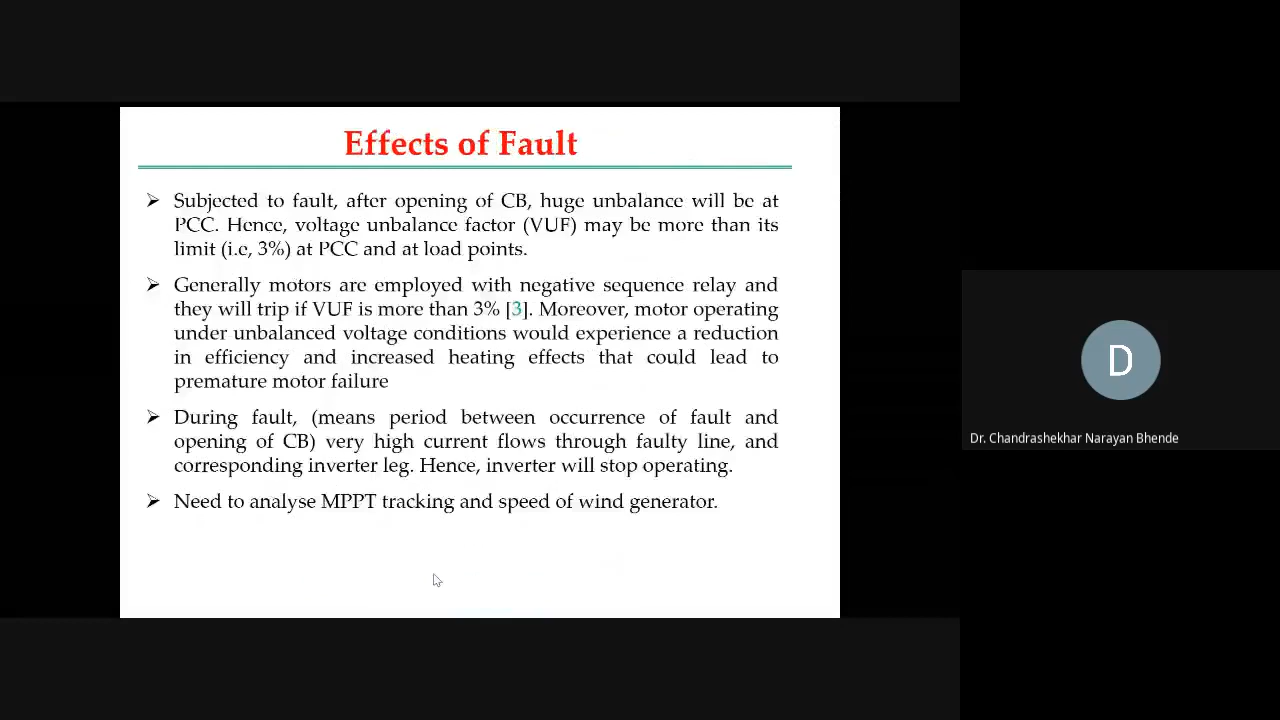 Effects of Fault
➢ Subjected to fault, after opening of CB, huge unbalance will be at
PCC. Hence, voltage unbalance factor (VUF) may be more than its
limit (i.e, 3%) at PCC and at load points.
➢ Generally motors are employed with negative sequence relay and
they will trip if VUF is more than 3% [3]. Moreover, motor operating
under unbalanced voltage conditions would experience a reduction
in efficiency and increased heating effects that could lead to
premature motor failure
➢ During fault, (means period between occurrence of fault and
opening of CB) very high current flows through faulty line, and
corresponding inverter leg. Hence, inverter will stop operating.
➢ Need to analyse MPPT tracking and speed of wind generator.
D
Dr. Chandrashekhar Narayan Bhende